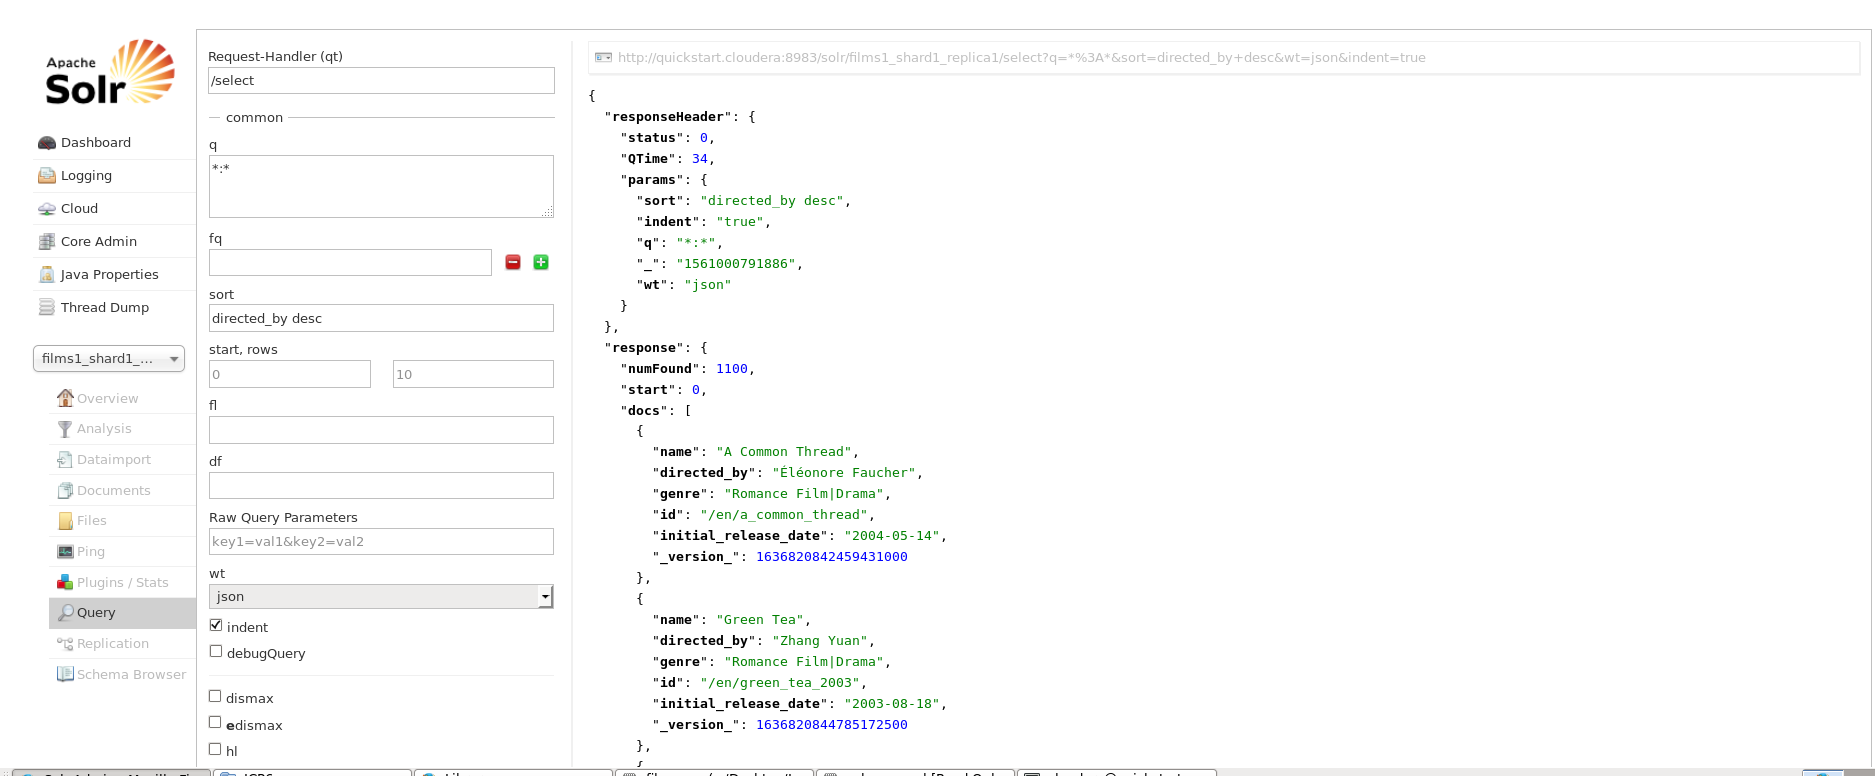 Apache
Solr
Dashboard
Logging
Cloud
Core Admin
Java Properties
Thread Dump
films1_shard1_...
Overview
Analysis
Dataimport
Documents
Files
Ping
Plugins / Stats
Query
Replication
Schema Browser
Request-Handler (qt)
/select
common
q
*:*
fq
sort
directed_by desc
start, rows
0 10
fl
df
Raw Query Parameters
key1=val1&key2=val2
wt
json
indent
debugQuery
dismax
edismax
hl
http://quickstart.cloudera:8983/solr/films1_shard1_replica1/select?q=*%3A*&sort=directed_by+desc&wt=json&indent=true
{
"responseHeader": {
"status": 0,
"QTime": 34,
"params": {
"sort": "directed_by desc",
"indent": "true",
"q": "*:*",
"_": "1561000791886",
"wt": "json"
}
},
"response": {
"numFound": 1100,
"start": 0,
"docs": [
{
"name": "A Common Thread",
"directed_by": "Éléonore Faucher",
"genre": "Romance Film|Drama",
"id": "/en/a_common_thread",
"initial_release_date": "2004-05-14",
"_version_": 1636820842459431000
},
{
"name": "Green Tea",
"directed_by": "Zhang Yuan",
"genre": "Romance Film|Drama",
"id": "/en/green_tea_2003",
"initial_release_date": "2003-08-18",
"_version_": 1636820844785172500
},
{